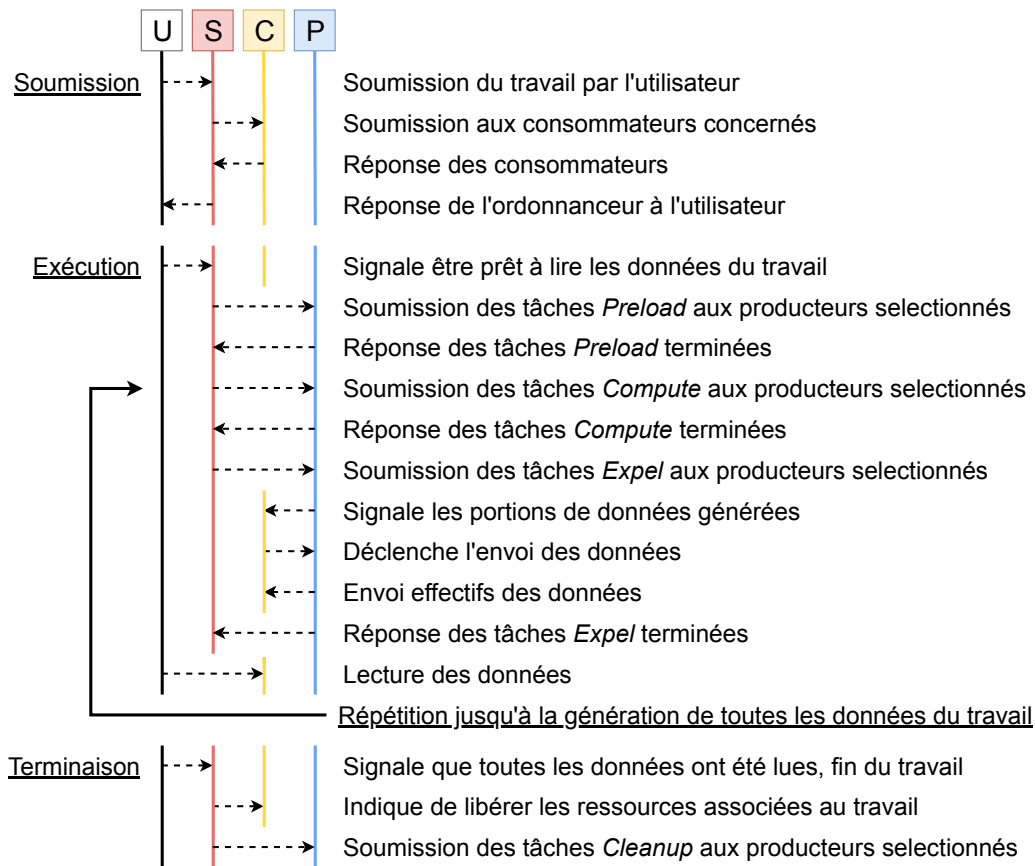 U S C P
Soumission Soumission du travail par l'utilisateur
Soumission aux consommateurs concernés
Réponse des consommateurs
Réponse de l'ordonnanceur à l'utilisateur
Exécution Signale être prêt à lire les données du travail
Soumission des tâches Preload aux producteurs selectionnés
Réponse des tâches Preload terminées
Soumission des tâches Compute aux producteurs selectionnés
Réponse des tâches Compute terminées
Soumission des tâches Expel aux producteurs selectionnés
Signale les portions de données générées
Déclenche l'envoi des données
Envoi effectifs des données
Réponse des tâches Expel terminées
Lecture des données
Répétition jusqu'à la génération de toutes les données du travail
Terminaison Signale que toutes les données ont été lues, fin du travail
Indique de libérer les ressources associées au travail
Soumission des tâches Cleanup aux producteurs selectionnés